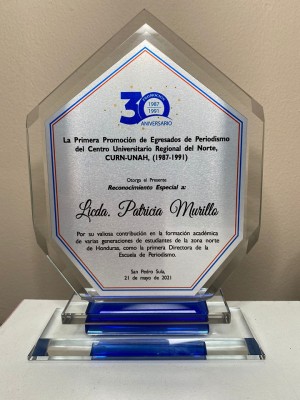 30
1987
1991
ANIVERSARIO
La Primera Promoción de Egresados de Periodismo
del Centro Universitario Regional del Norte,
CURN-UNAH, (1987-1991)
Otorga el Presente
Reconocimiento Especial a:
Licda. Patricia Murillo
Por su valiosa contribución en la formación académica
de varias generaciones de estudiantes de la zona norte
de Honduras, como la primera Directora de la
Escuela de Periodismo.
San Pedro Sula,
21 de mayo de 2021